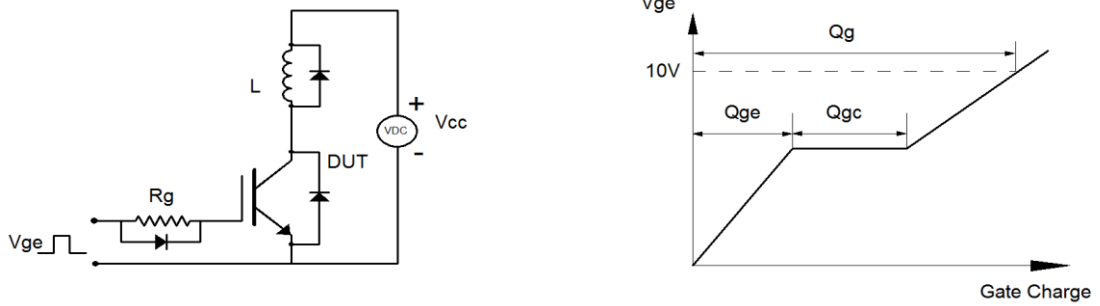 L
+
VDC
Vcc
-
DUT
Rg
Vge
Vge
Qg
10V
Qge
Qgc
Gate Charge